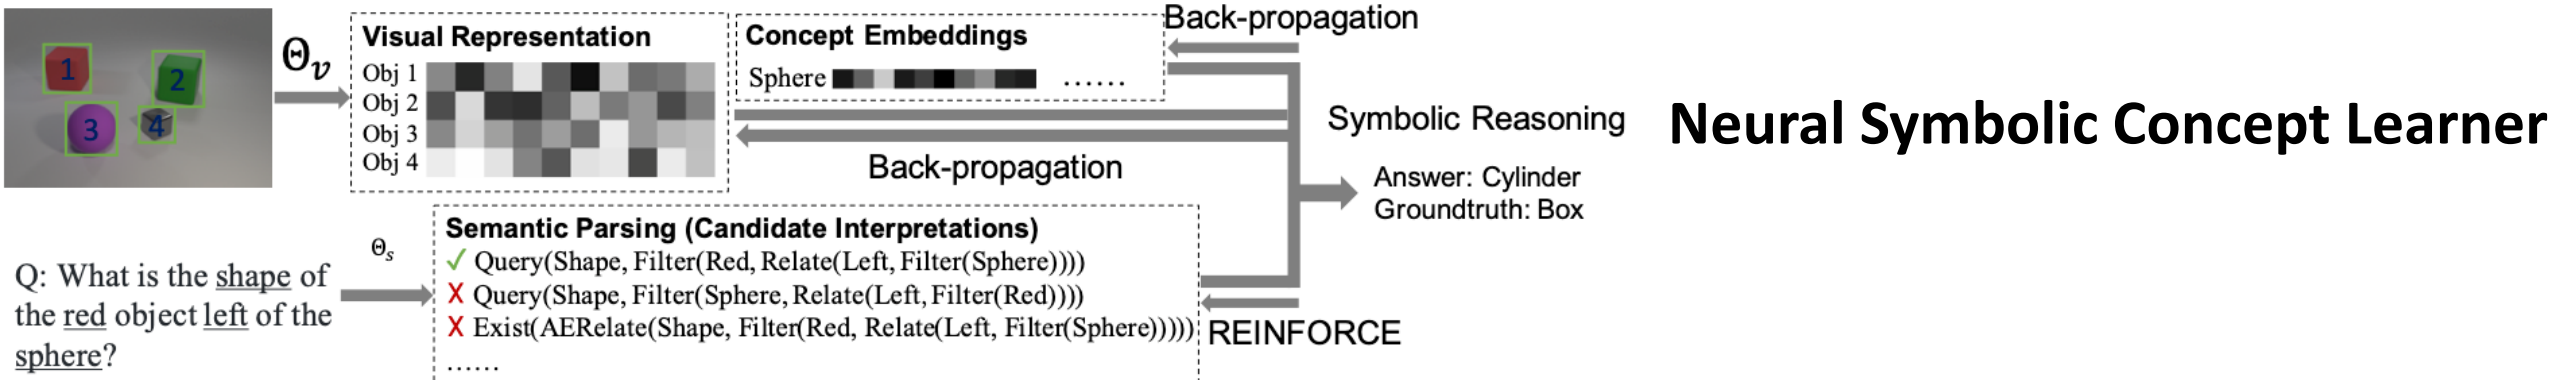 1
2
3
4
Θv
Visual Representation
Obj 1
Obj 2
Obj 3
Obj 4
Concept Embeddings
Sphere ......
Back-propagation
Back-propagation
Symbolic Reasoning
Answer: Cylinder
Groundtruth: Box
Neural Symbolic Concept Learner
Q: What is the shape of
the red object left of the
sphere?
Θs
Semantic Parsing (Candidate Interpretations)
✓ Query(Shape, Filter(Red, Relate(Left, Filter(Sphere))))
X Query(Shape, Filter(Sphere, Relate(Left, Filter(Red))))
X Exist(AERelate(Shape, Filter(Red, Relate(Left, Filter(Sphere)))))
......
REINFORCE